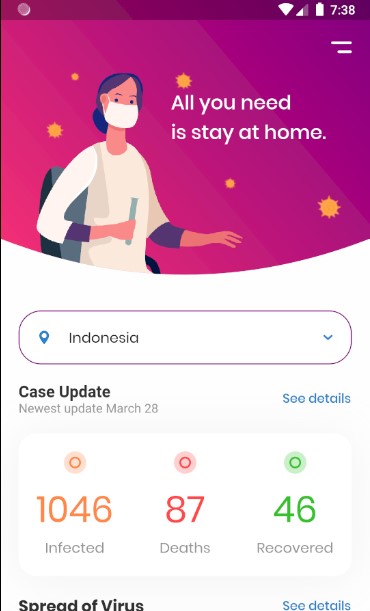 7:38
All you need
is stay at home.
Indonesia
Case Update
Newest update March 28
See details
1046
87
46
Infected
Deaths
Recovered
Spread of Virus
See details